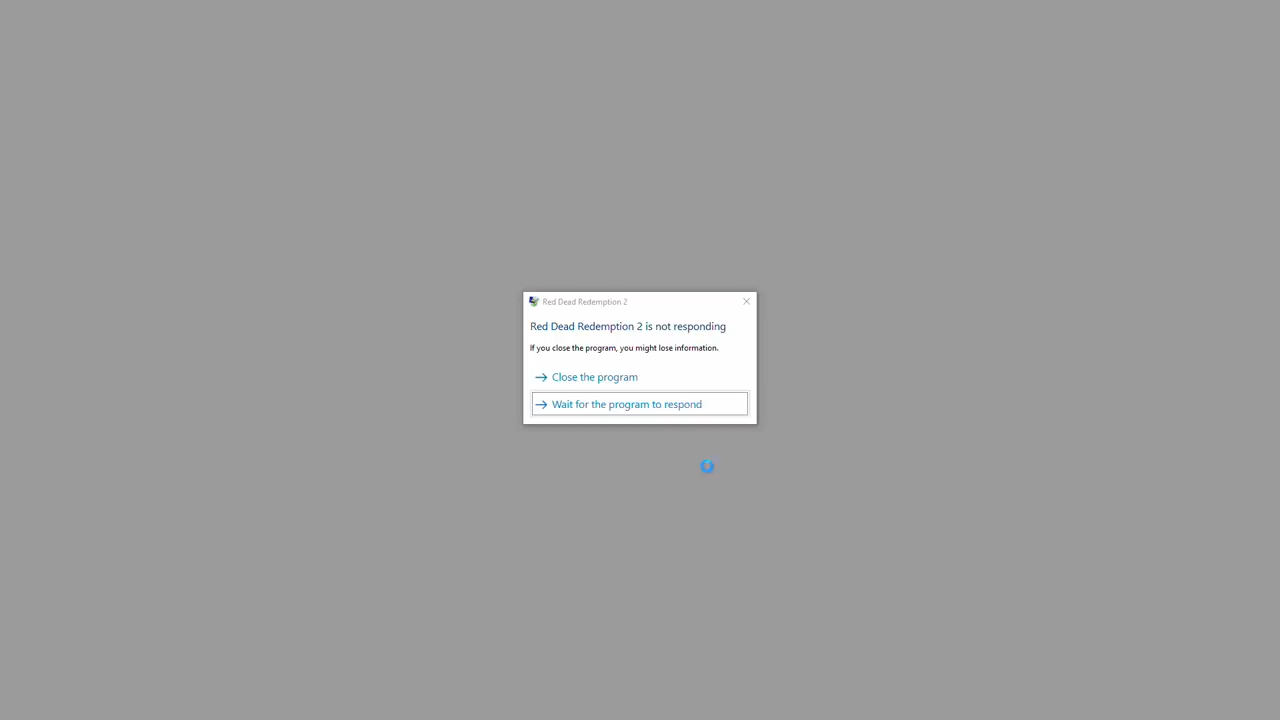 Red Dead Redemption 2
Red Dead Redemption 2 is not responding
If you close the program, you might lose information.
Close the program
Wait for the program to respond